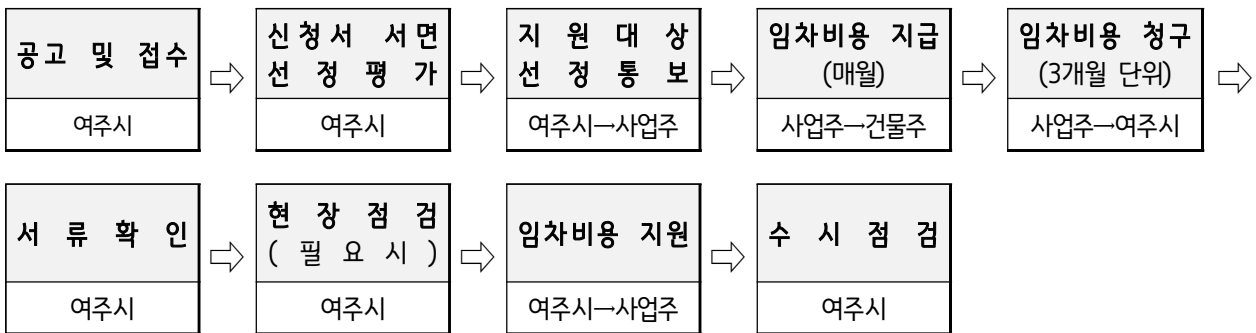 공고 및 접수
여주시
⇨
신청서 서면
선정평가
여주시
⇨
지원대상
선정통보
여주시→사업주
⇨
임차비용 지급
(매월)
사업주→건물주
⇨
임차비용 청구
(3개월 단위)
사업주→여주시
⇨
서류확인
여주시
⇨
현장점검
(필요시)
여주시
⇨
임차비용 지원
여주시→사업주
⇨
수시점검
여주시